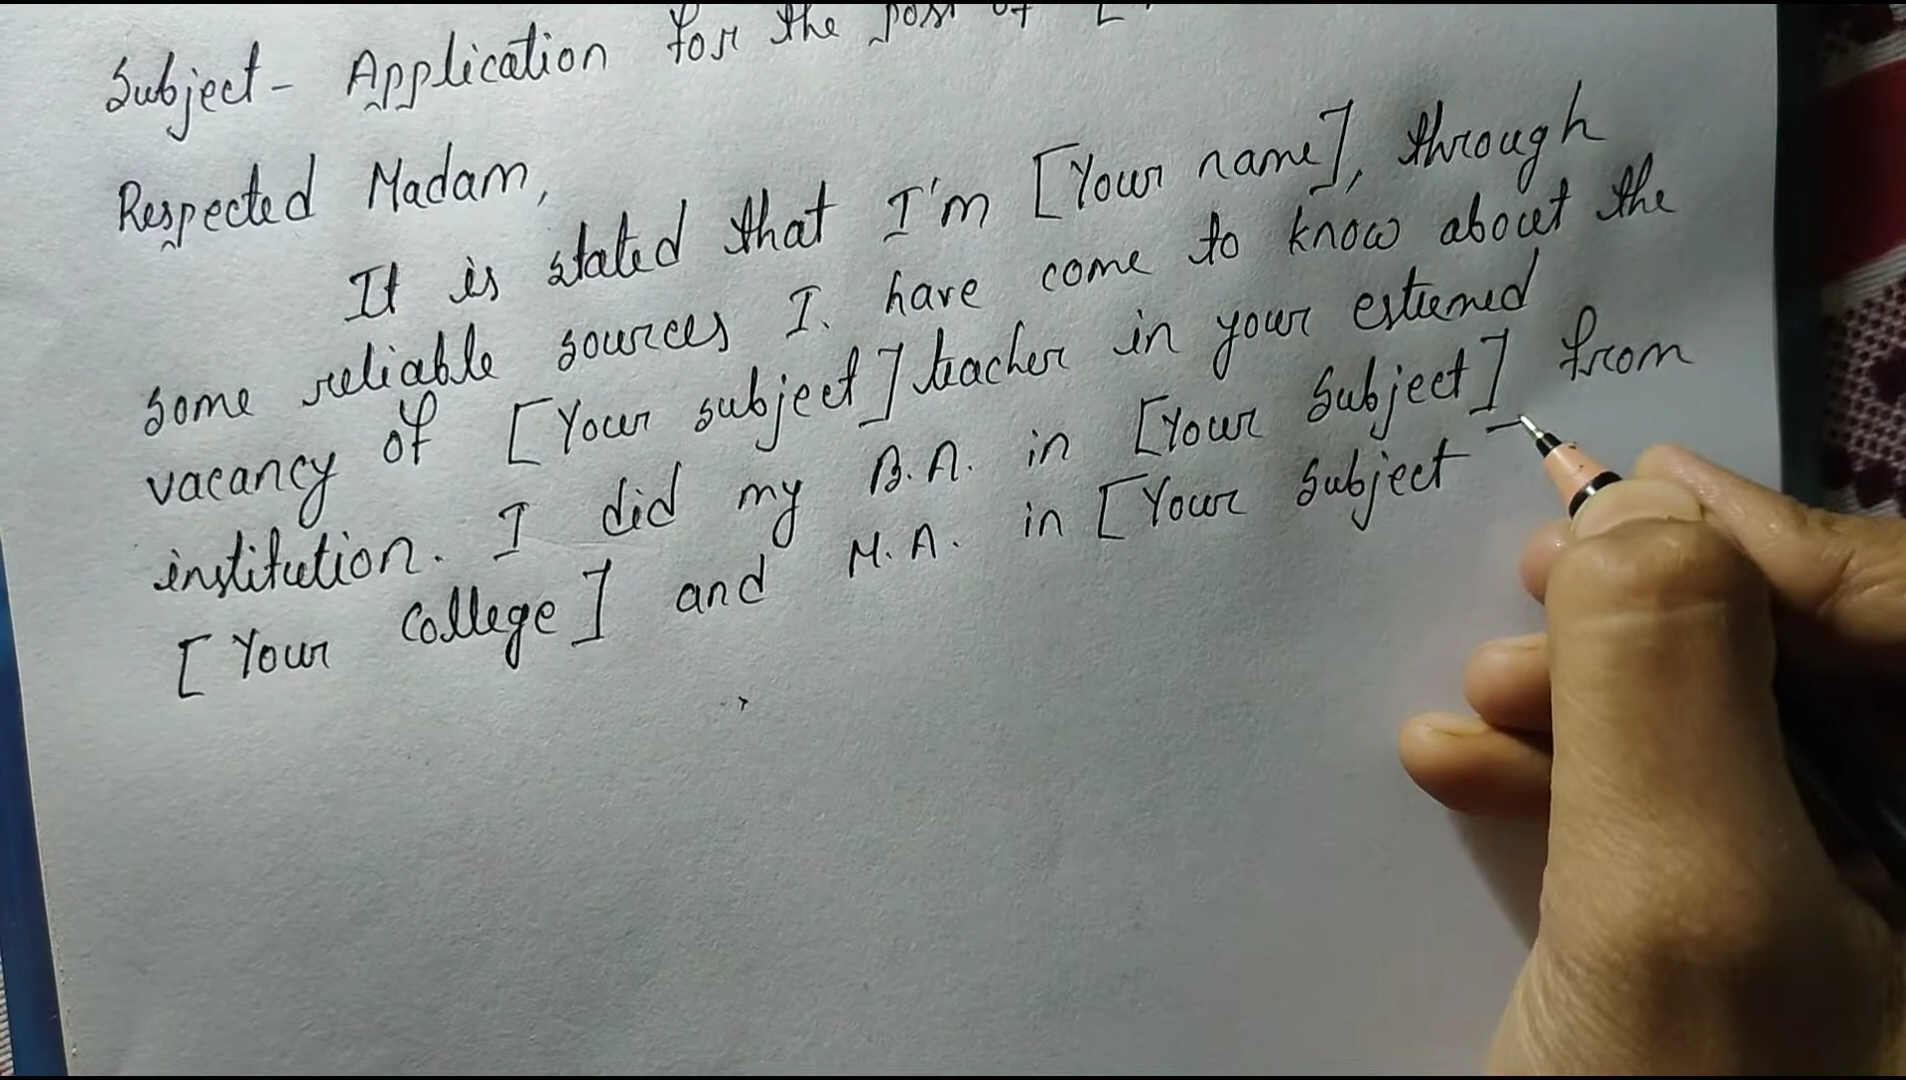 Subject - Application for the post of [
Respected Madam,
It is stated that I'm [Your name], through
some reliable sources I have come to know about the
vacancy of [Your subject] teacher in your esteemed
institution. I did my B.A. in [Your Subject] from
[Your College] and M.A. in [Your Subject